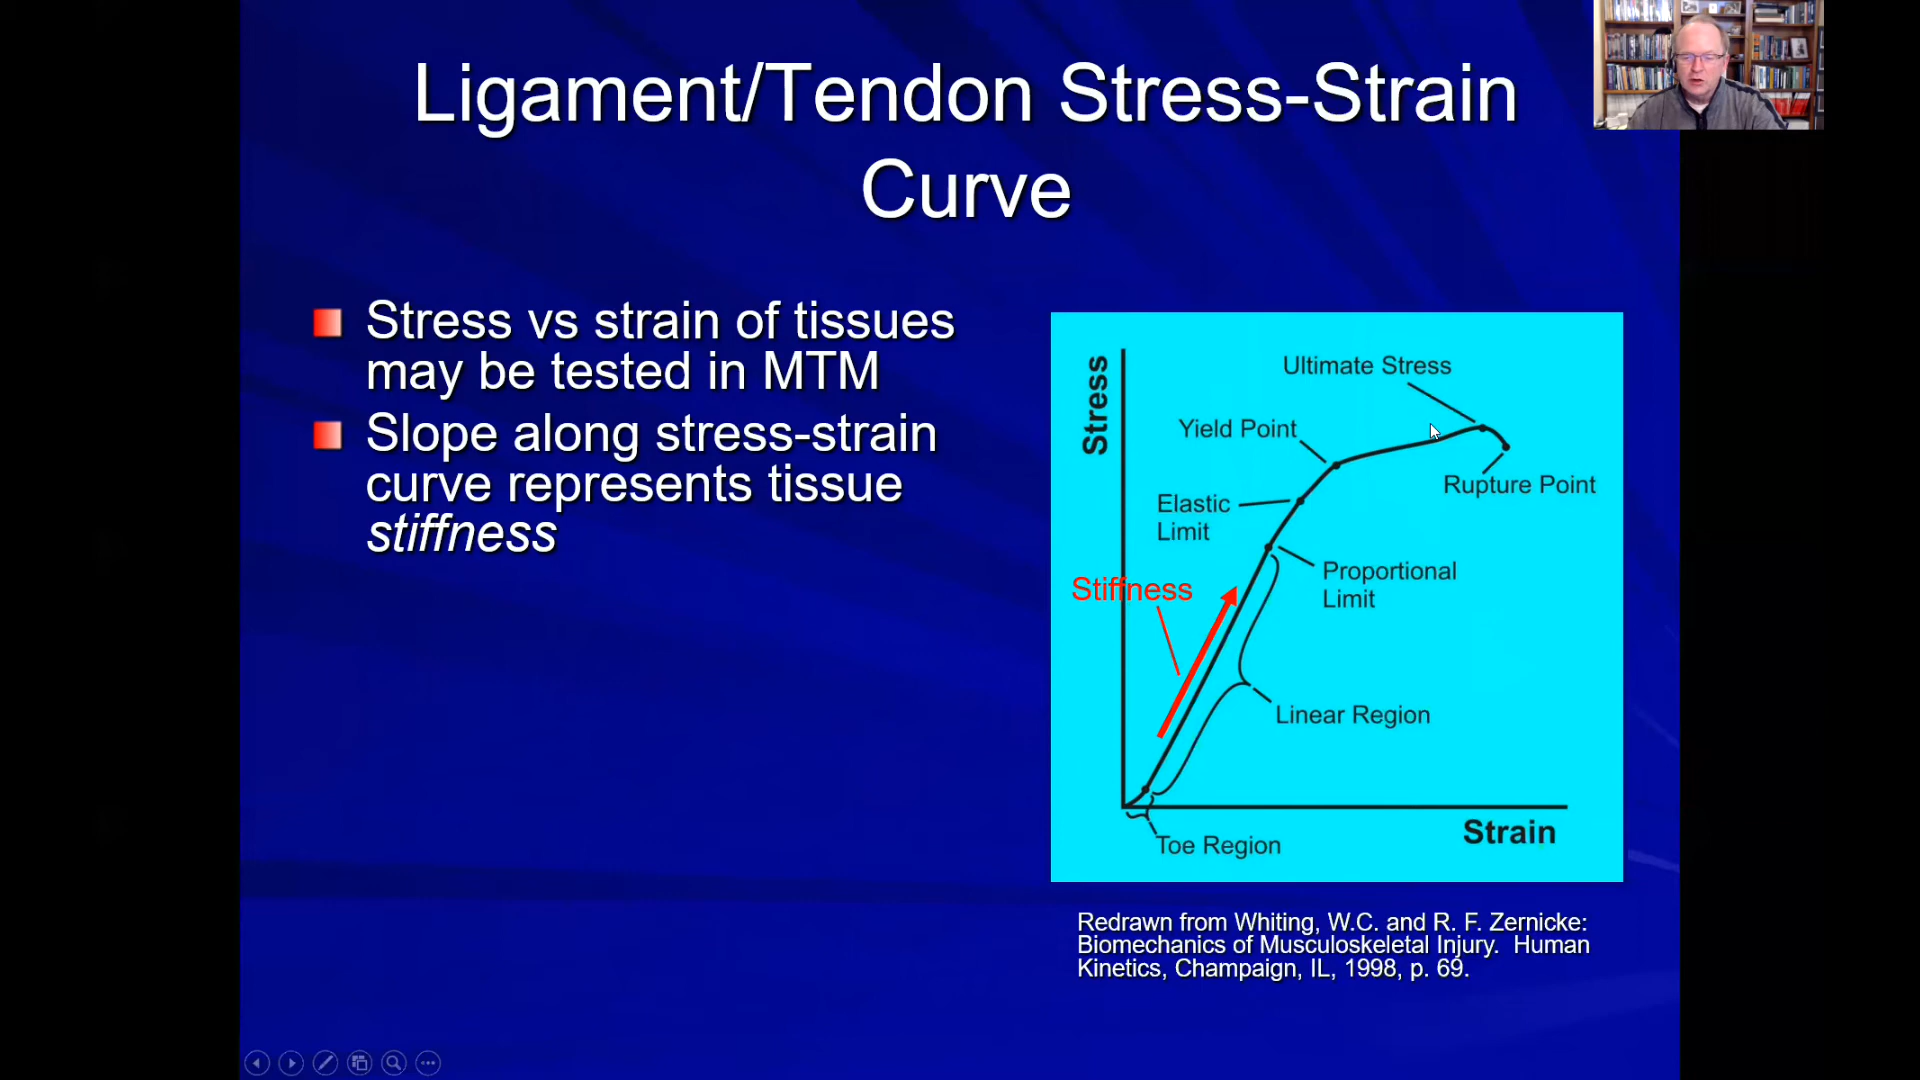 Ligament/Tendon Stress-Strain
Curve
Stress vs strain of tissues
may be tested in MTM
Slope along stress-strain
curve represents tissue
stiffness
Stress
Ultimate Stress
Yield Point
Rupture Point
Elastic
Limit
Proportional
Limit
Stiffness
Linear Region
Strain
Toe Region
Redrawn from Whiting, W.C. and R. F. Zernicke:
Biomechanics of Musculoskeletal Injury.  Human
Kinetics, Champaign, IL, 1998, p. 69.